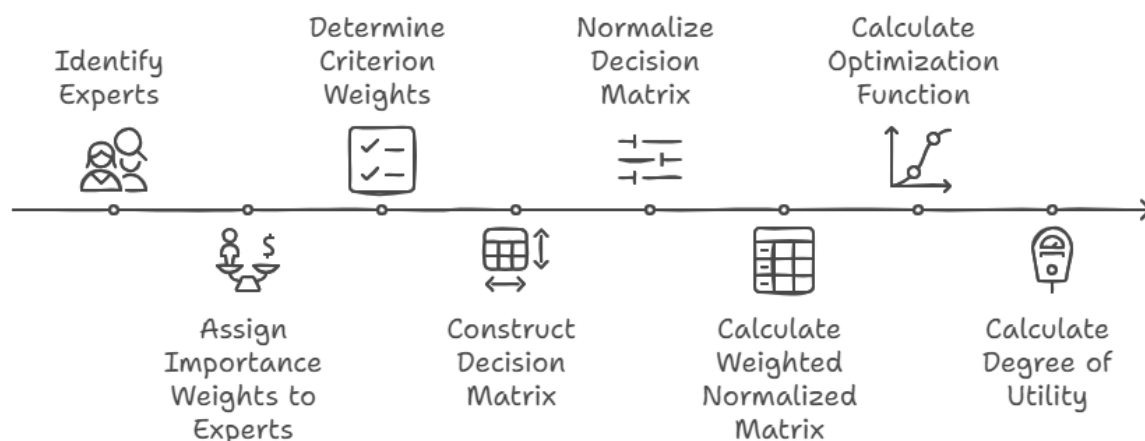 Identify
Experts
Assign
Importance
Weights to
Experts
Determine
Criterion
Weights
Construct
Decision
Matrix
Normalize
Decision
Matrix
Calculate
Weighted
Normalized
Matrix
Calculate
Optimization
Function
Calculate
Degree of
Utility
$